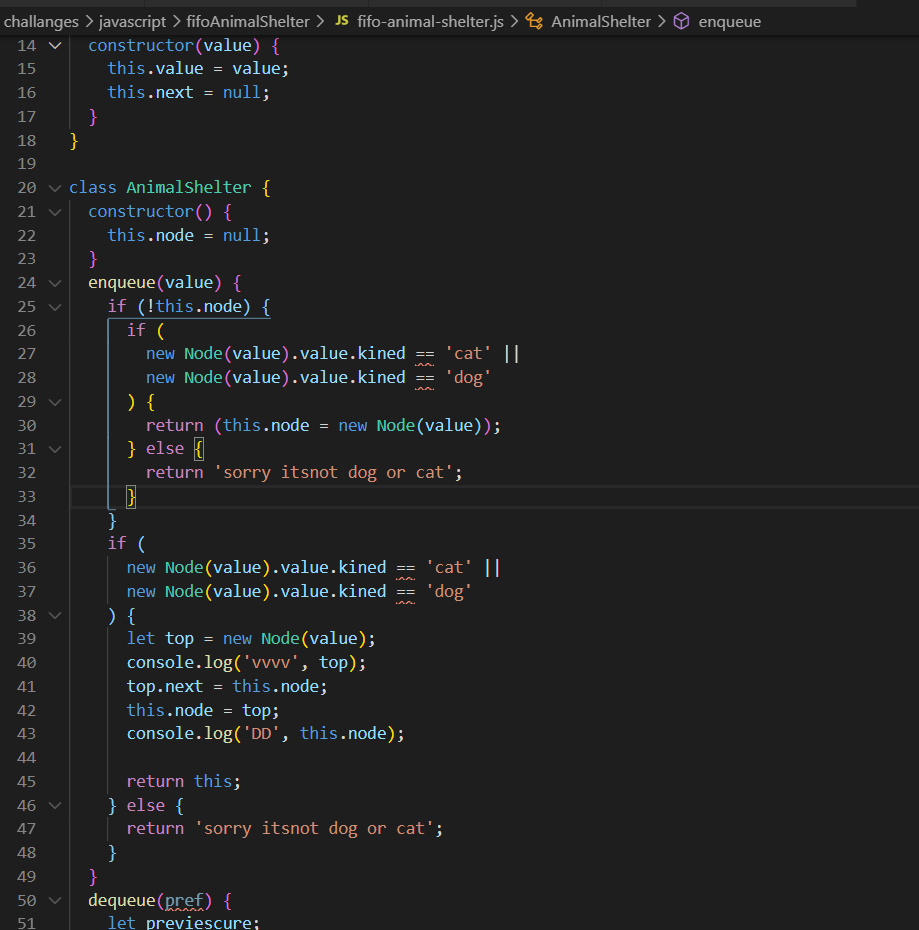 challanges > javascript > fifoAnimalShelter > JS fifo-animal-shelter.js > AnimalShelter > enqueue
14 constructor(value) {
15 this.value = value;
16 this.next = null;
17 }
18 }
19
20 class AnimalShelter {
21 constructor() {
22 this.node = null;
23 }
24 enqueue(value) {
25 if (!this.node) {
26 if (
27 new Node(value).value.kined == 'cat' ||
28 new Node(value).value.kined == 'dog'
29 ) {
30 return (this.node = new Node(value));
31 } else {
32 return 'sorry itsnot dog or cat';
33 }
34 }
35 if (
36 new Node(value).value.kined == 'cat' ||
37 new Node(value).value.kined == 'dog'
38 ) {
39 let top = new Node(value);
40 console.log('vvvv', top);
41 top.next = this.node;
42 this.node = top;
43 console.log('DD', this.node);
44
45 return this;
46 } else {
47 return 'sorry itsnot dog or cat';
48 }
49 }
50 dequeue(pref) {
51 let previescure;